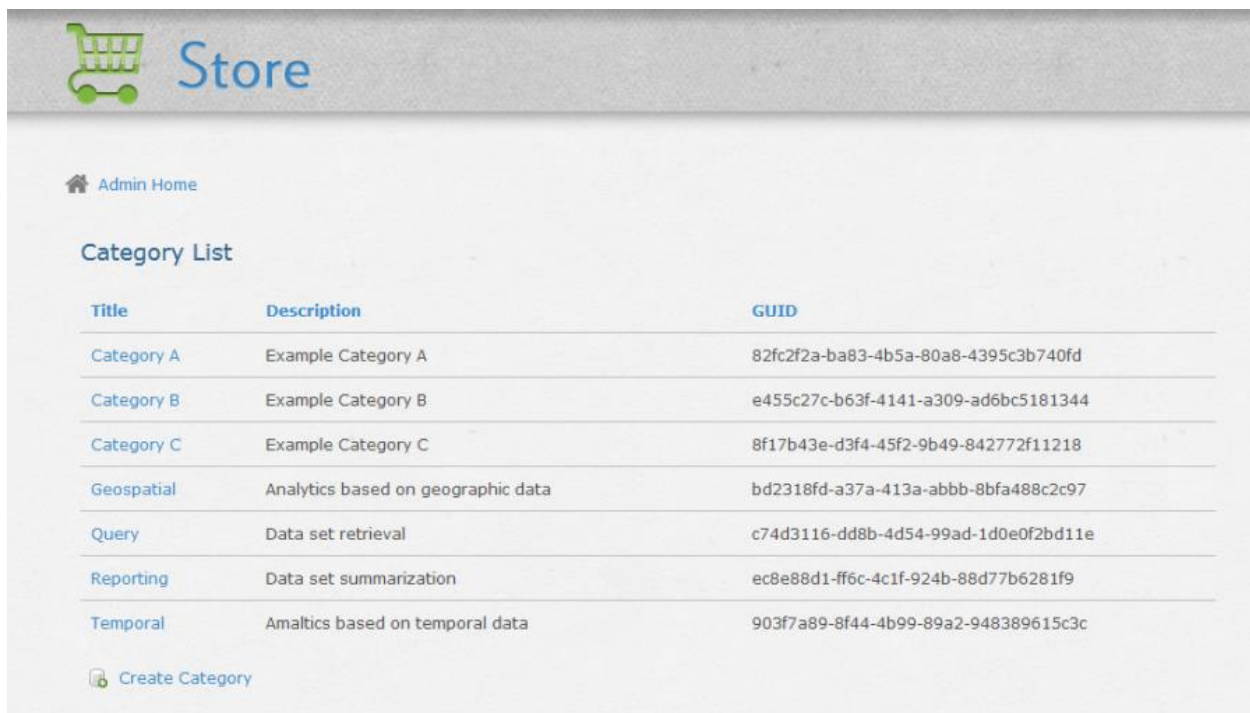 Store
Admin Home
Category List
Title Description GUID
Category A Example Category A 82fc2f2a-ba83-4b5a-80a8-4395c3b740fd
Category B Example Category B e455c27c-b63f-4141-a309-ad6bc5181344
Category C Example Category C 8f17b43e-d3f4-45f2-9b49-842772f11218
Geospatial Analytics based on geographic data bd2318fd-a37a-413a-abbb-8bfa488c2c97
Query Data set retrieval c74d3116-dd8b-4d54-99ad-1d0e0f2bd11e
Reporting Data set summarization ec8e88d1-ff6c-4c1f-924b-88d77b6281f9
Temporal Amaltics based on temporal data 903f7a89-8f44-4b99-89a2-948389615c3c
Create Category